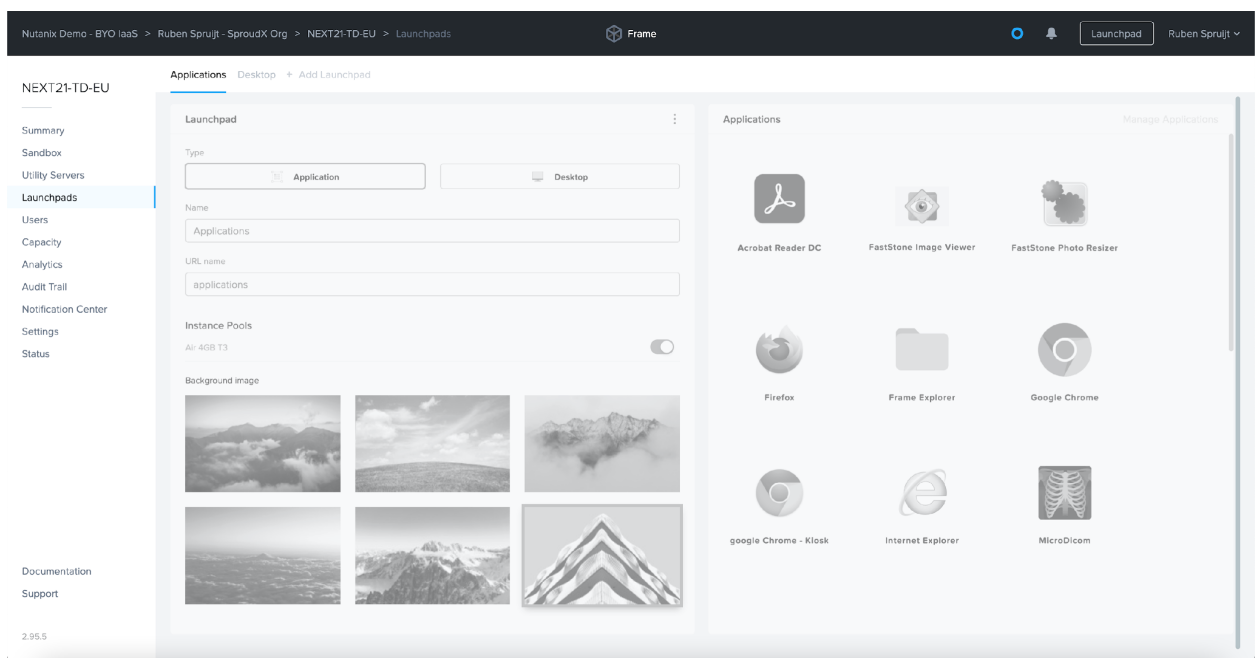 Nutanix Demo - BYO IaaS > Ruben Spruijt - SproudX Org > NEXT21-TD-EU > Launchpads
Frame
Launchpad
Ruben Spruijt
NEXT21-TD-EU
Summary
Sandbox
Utility Servers
Launchpads
Users
Capacity
Analytics
Audit Trail
Notification Center
Settings
Status
Documentation
Support
2.95.5
Applications Desktop + Add Launchpad
Launchpad
Type
Application
Desktop
Name
Applications
URL name
applications
Instance Pools
Air 4GB T3
Background image
Applications
Manage Applications
Acrobat Reader DC
FastStone Image Viewer
FastStone Photo Resizer
Firefox
Frame Explorer
Google Chrome
google Chrome - Kiosk
Internet Explorer
MicroDicom